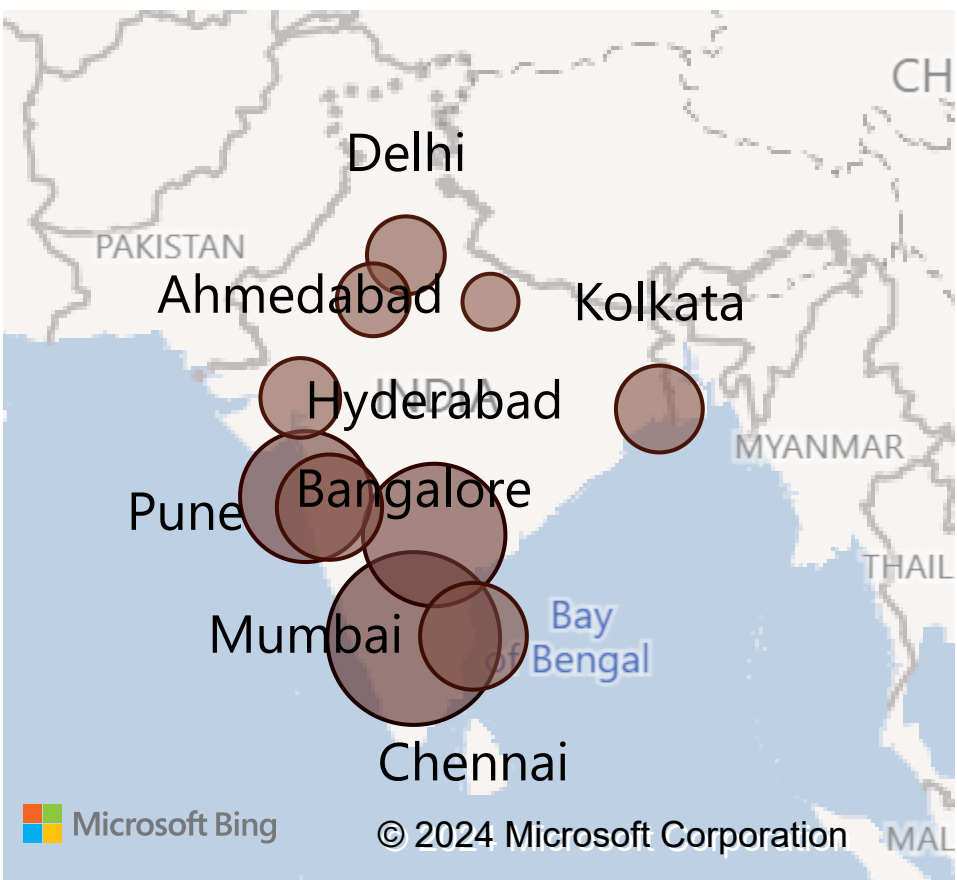 CH
Delhi
PAKISTAN
Ahmedabad
Kolkata
INDIA
Hyderabad
MYANMAR
Bangalore
Pune
THAIL
Mumbai
Bay
of Bengal
Chennai
Microsoft Bing
© 2024 Microsoft Corporation
MAL